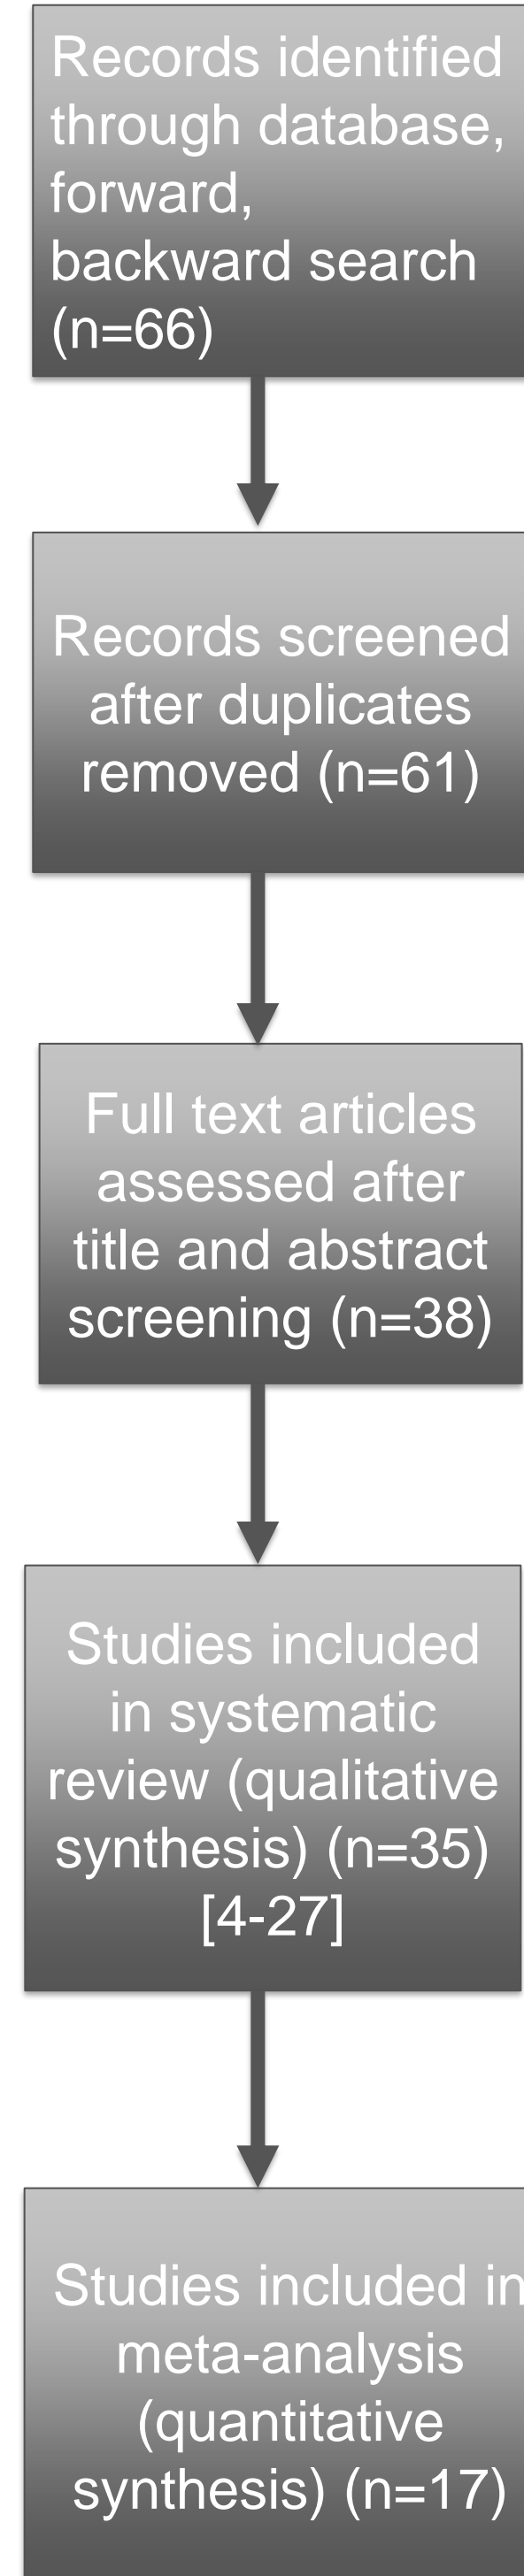 Records identified
through database,
forward,
backward search
(n=66)
Records screened
after duplicates
removed (n=61)
Full text articles
assessed after
title and abstract
screening (n=38)
Studies included
in systematic
review (qualitative
synthesis) (n=35)
[4-27]
Studies included in
meta-analysis
(quantitative
synthesis) (n=17)